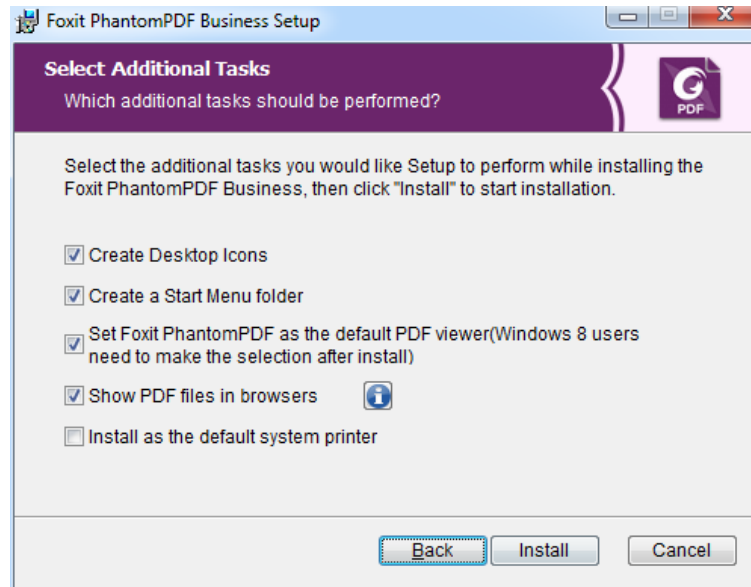 Foxit PhantomPDF Business Setup
Select Additional Tasks
Which additional tasks should be performed?
PDF
Select the additional tasks you would like Setup to perform while installing the
Foxit PhantomPDF Business, then click "Install" to start installation.
Create Desktop Icons
Create a Start Menu folder
Set Foxit PhantomPDF as the default PDF viewer(Windows 8 users
need to make the selection after install)
Show PDF files in browsers
Install as the default system printer
Back Install Cancel